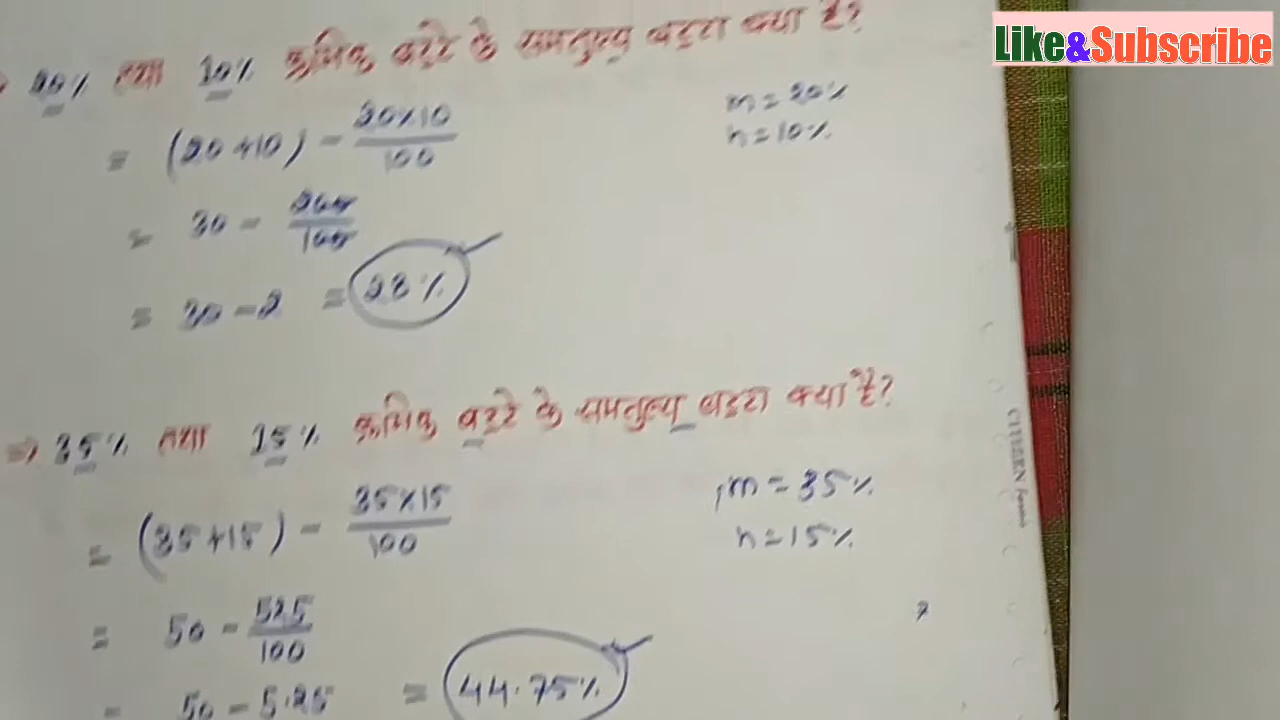 Like&Subscribe
20% तथा 10% क्रमिक बट्टे के समतुल्य बट्टा क्या है?
= (20+10) - 20×10/100
m = 20%
n = 10%
= 30 - 200/100
= 30 - 2 = 28%
⇒ 35% तथा 15% क्रमिक बट्टे के समतुल्य बट्टा क्या है?
= (35+15) - 35×15/100
m = 35%
n = 15%
= 50 - 525/100
= 50 - 5.25 = 44.75%
CITIZEN